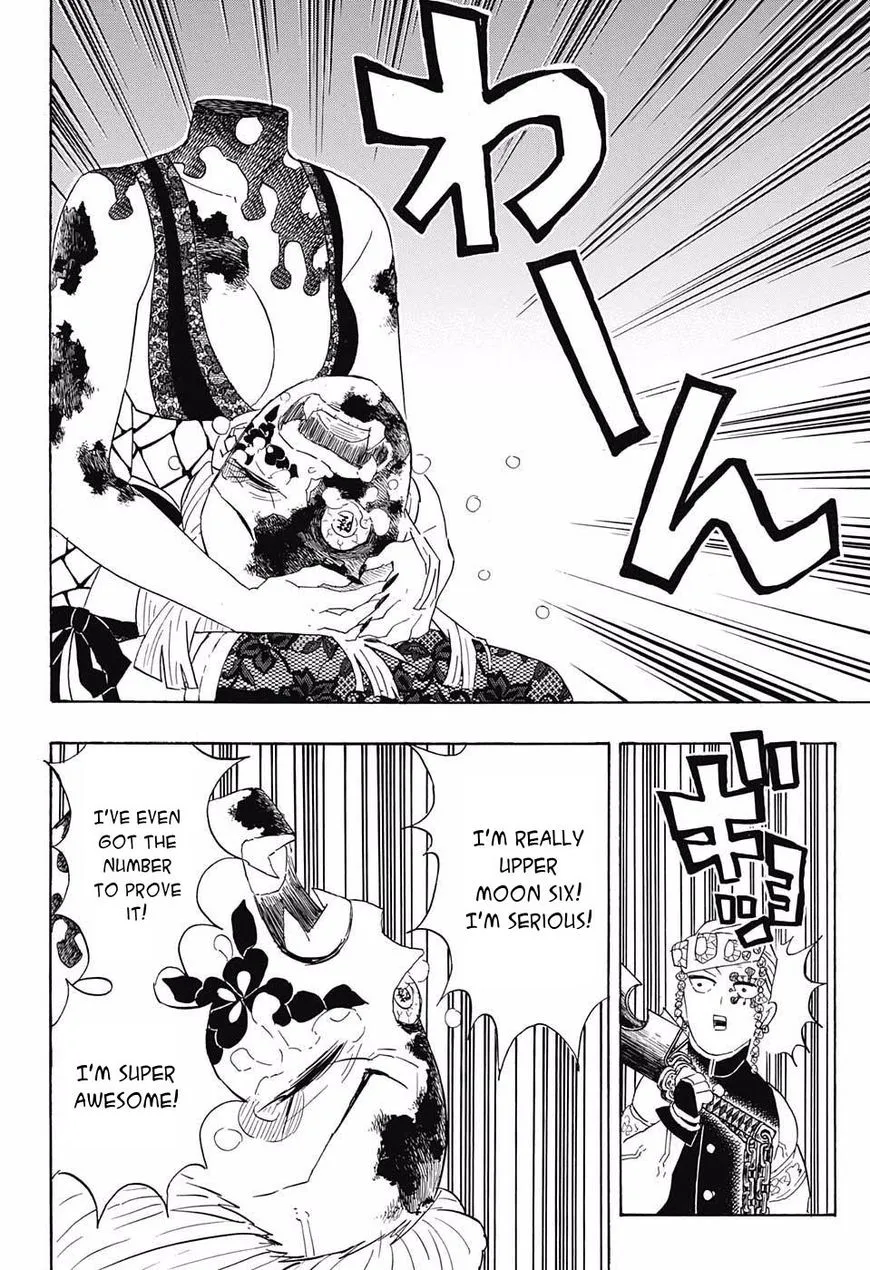 わーん
ギョッ
I'M REALLY
UPPER
MOON SIX!
I'M SERIOUS!
I'VE EVEN
GOT THE
NUMBER
TO PROVE
IT!
I'M SUPER
AWESOME!